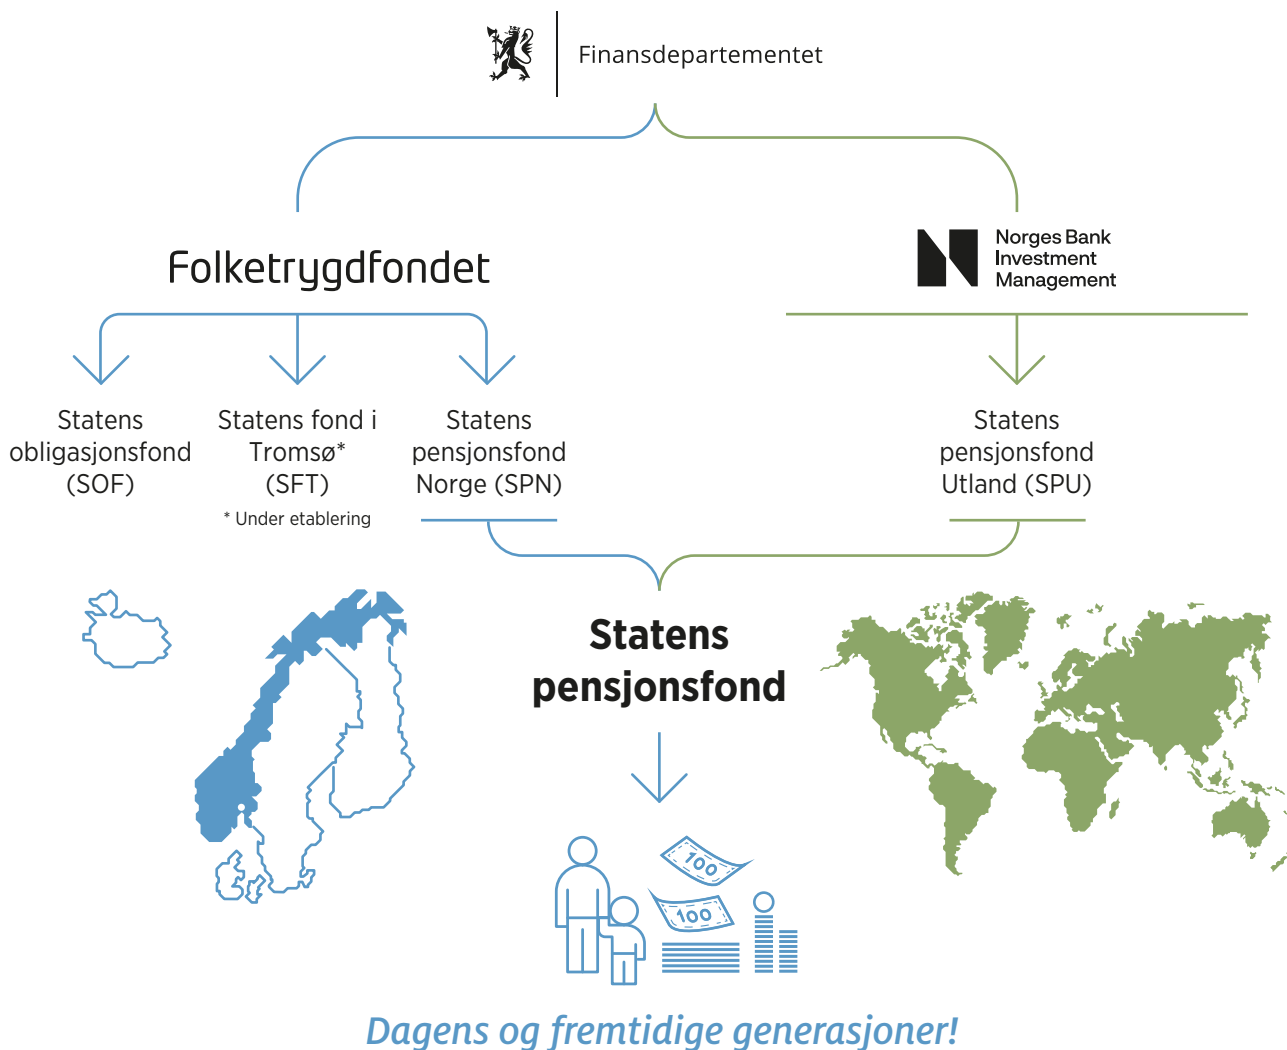 Finansdepartementet
Folketrygdfondet
Norges Bank
Investment
Management
Statens
obligasjonsfond
(SOF)
Statens fond i
Tromsø*
(SFT)
* Under etablering
Statens
pensjonsfond
Norge (SPN)
Statens
pensjonsfond
Utland (SPU)
Statens
pensjonsfond
100
100
Dagens og fremtidige generasjoner!